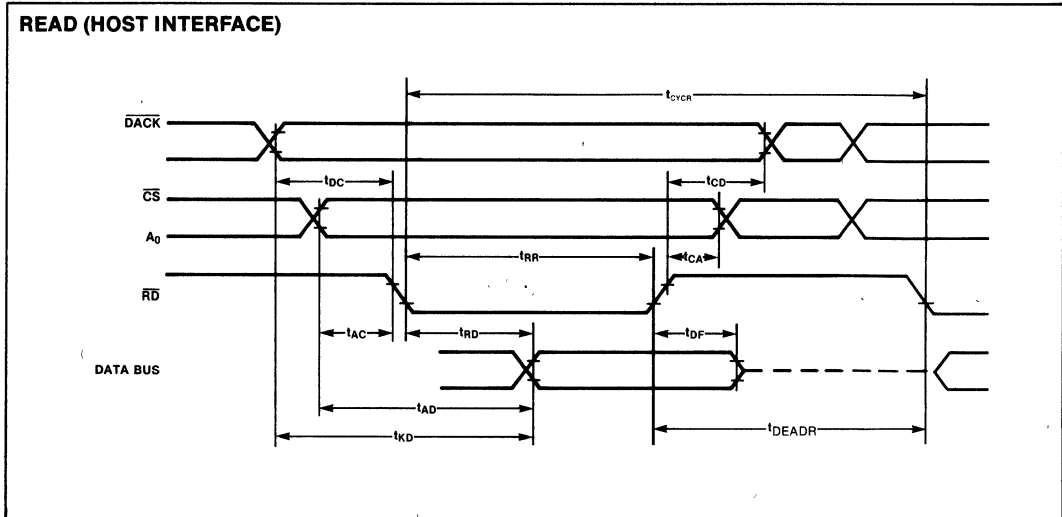 READ (HOST INTERFACE)
tCYCR
DACK
tDC
tCD
CS
A0
tRR
tCA
RD
tAC
tRD
tDF
DATA BUS
tAD
tKD
tDEADR